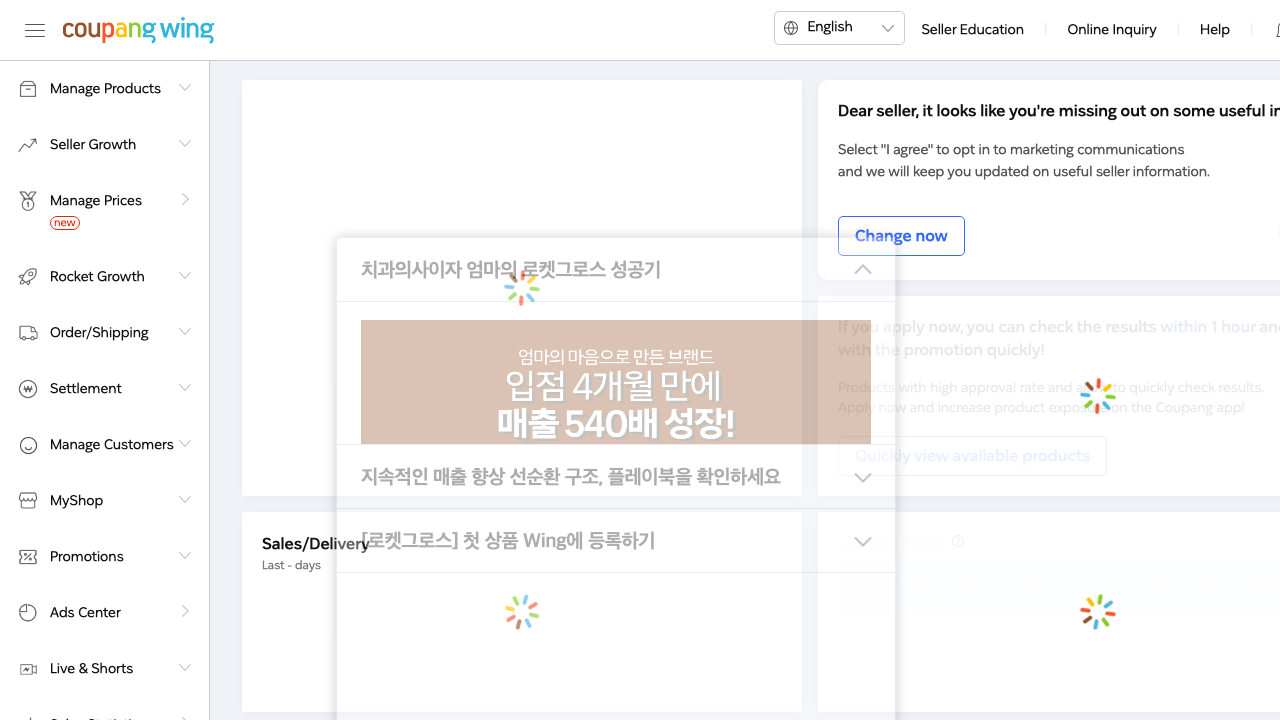 coupang wing
English
Seller Education
Online Inquiry
Help
Manage Products
Seller Growth
Manage Prices
new
Rocket Growth
Order/Shipping
Settlement
Manage Customers
MyShop
Promotions
Ads Center
Live & Shorts
Dear seller, it looks like you're missing out on some useful
Select "I agree" to opt in to marketing communications
and we will keep you updated on useful seller information.
Change now
치과의사이자 엄마의 로켓그로스 성공기
엄마의 마음으로 만든 브랜드
입점 4개월 만에
매출 540배 성장!
지속적인 매출 향상 선순환 구조, 플레이북을 확인하세요
[로켓그로스] 첫 상품 Wing에 등록하기
If you apply now, you can check the results within 1 hour and
with the promotion quickly!
Products with high approval rate and able to quickly check results.
Apply now and increase product exposure on the Coupang app!
Quickly view available products
Sales/Delivery
Last - days